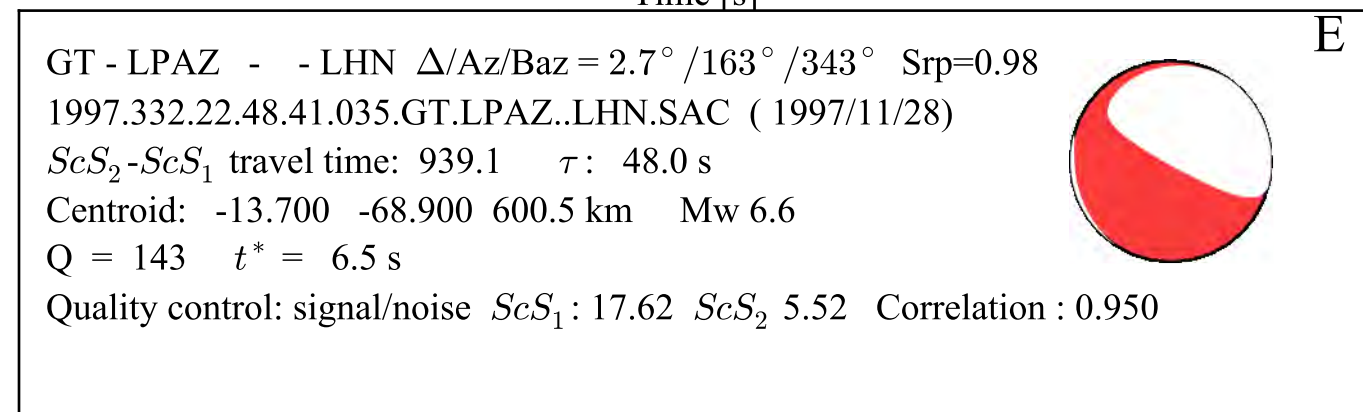 Time [s]
E
GT - LPAZ - - LHN Δ/Az/Baz = 2.7° /163° /343° Srp=0.98
1997.332.22.48.41.035.GT.LPAZ..LHN.SAC ( 1997/11/28)
ScS₂-ScS₁ travel time: 939.1 τ : 48.0 s
Centroid: -13.700 -68.900 600.5 km Mw 6.6
Q = 143 t* = 6.5 s
Quality control: signal/noise ScS₁: 17.62 ScS₂ 5.52 Correlation : 0.950